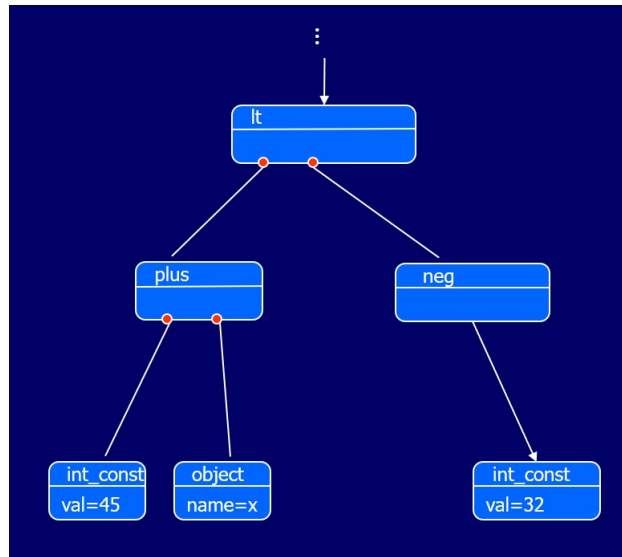 ⋮
lt
plus
neg
int_const
val=45
object
name=x
int_const
val=32